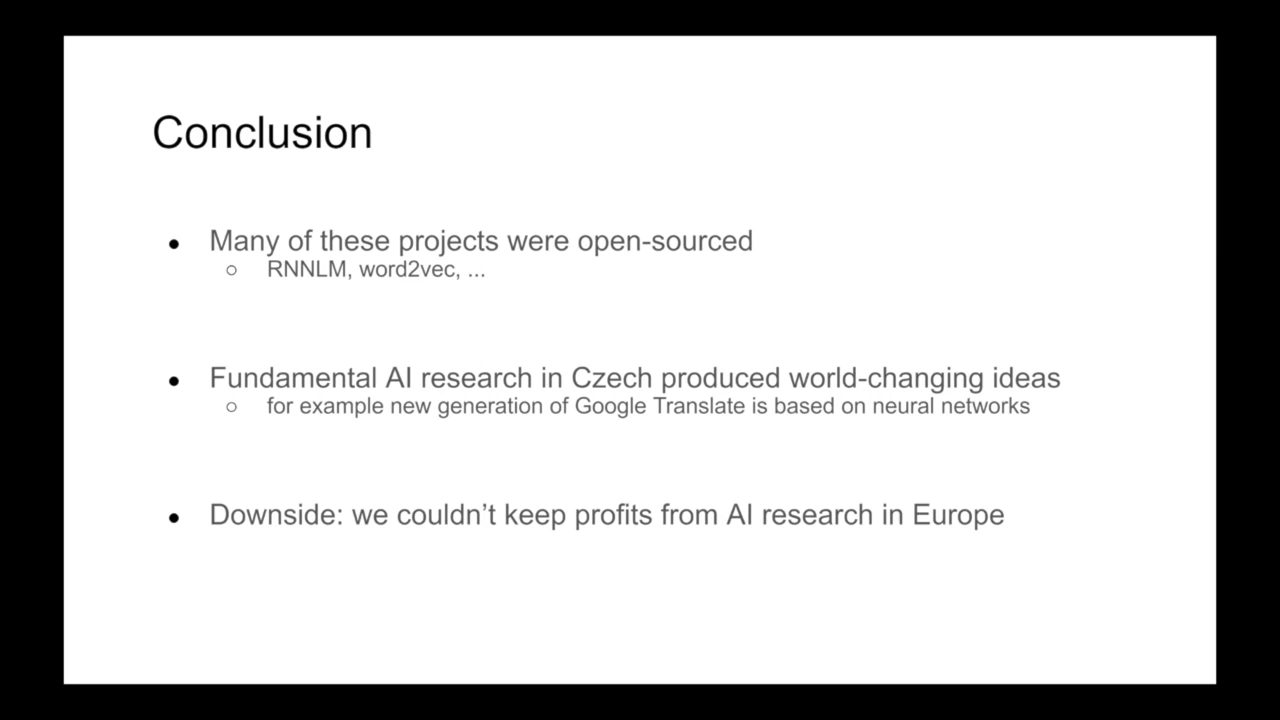 Conclusion
● Many of these projects were open-sourced
○ RNNLM, word2vec, ...
● Fundamental AI research in Czech produced world-changing ideas
○ for example new generation of Google Translate is based on neural networks
● Downside: we couldn’t keep profits from AI research in Europe